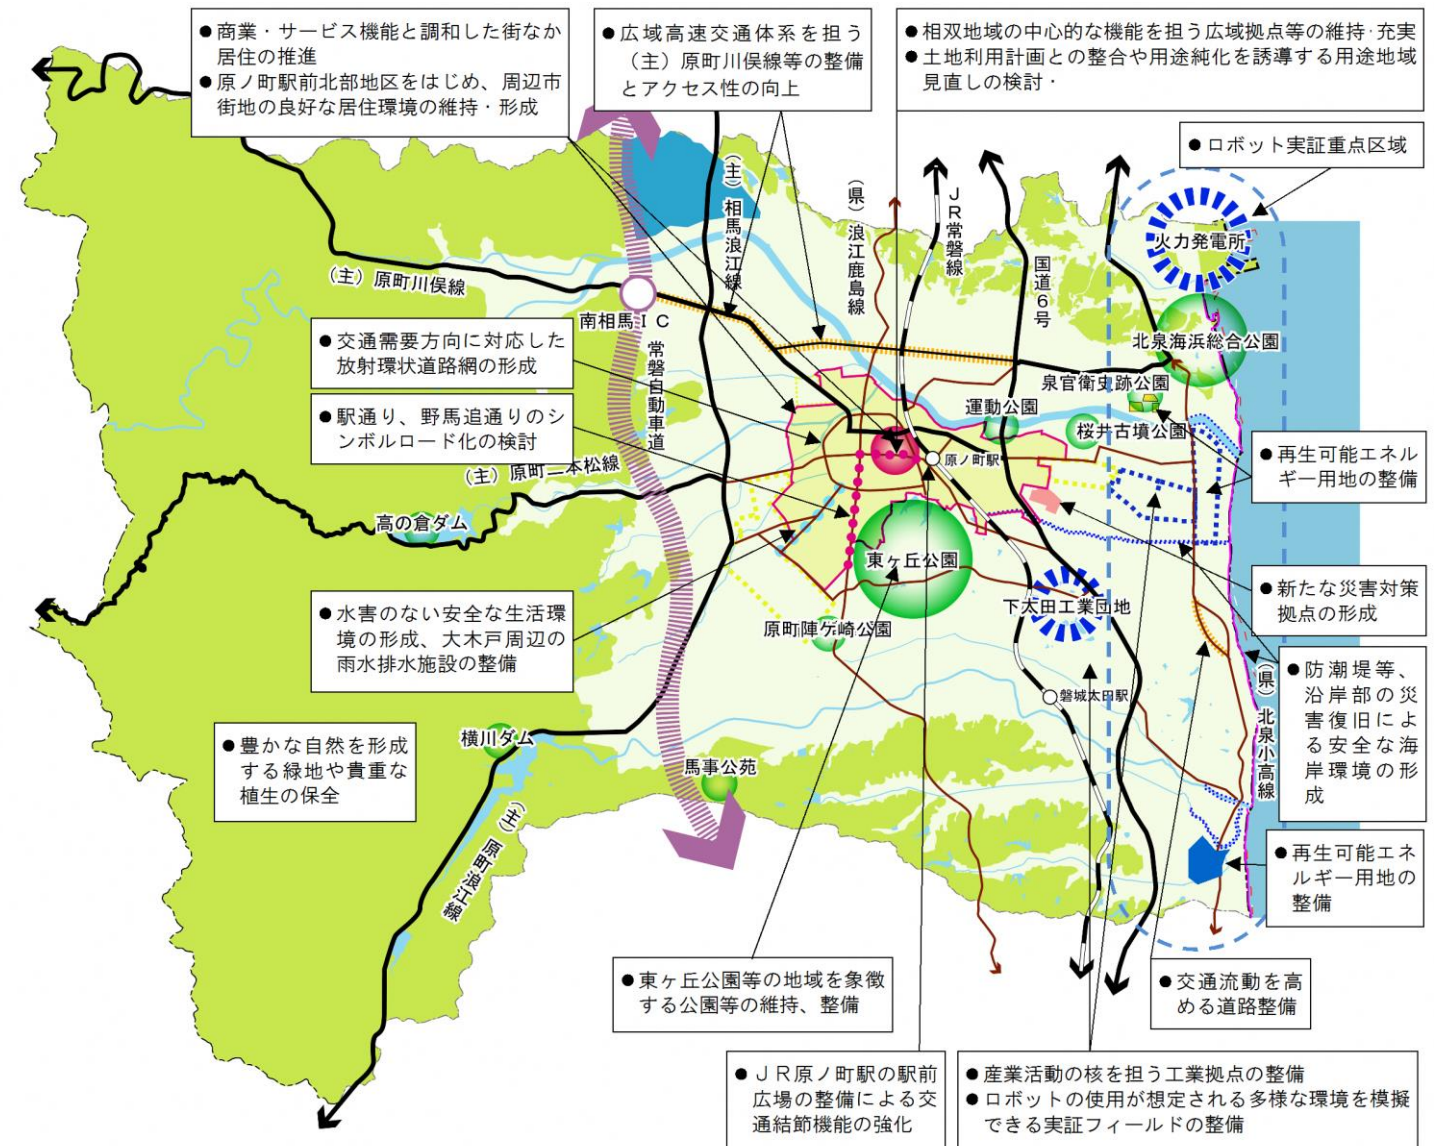 ● 商業・サービス機能と調和した街なか
居住の推進
● 原ノ町駅前北部地区をはじめ、周辺市
街地の良好な居住環境の維持・形成
● 広域高速交通体系を担う
（主）原町川俣線等の整備
とアクセス性の向上
● 相双地域の中心的な機能を担う広域拠点等の維持・充実
● 土地利用計画との整合や用途純化を誘導する用途地域
見直しの検討・
● ロボット実証重点区域
火力発電所
（主）相馬浪江線
（県）浪江鹿島線
ＪＲ常磐線
国道６号
（主）原町川俣線
南相馬ＩＣ
常磐自動車道
北泉海浜総合公園
泉官衛史跡公園
運動公園
桜井古墳公園
● 交通需要方向に対応した
放射環状道路網の形成
● 駅通り、野馬追通りのシ
ンボルロード化の検討
原ノ町駅
● 再生可能エネル
ギー用地の整備
（主）原町二本松線
高の倉ダム
東ヶ丘公園
● 新たな災害対策
拠点の形成
下太田工業団地
● 水害のない安全な生活環
境の形成、大木戸周辺の
雨水排水施設の整備
原町陣ケ崎公園
磐城太田駅
（県）北泉小高線
● 防潮堤等、
沿岸部の災
害復旧によ
る安全な海
岸環境の形
成
● 豊かな自然を形成
する緑地や貴重な
植生の保全
横川ダム
馬事公苑
（主）原町浪江線
● 再生可能エネ
ルギー用地の
整備
● 東ヶ丘公園等の地域を象徴
する公園等の維持、整備
● 交通流動を高
める道路整備
● ＪＲ原ノ町駅の駅前
広場の整備による交
通結節機能の強化
● 産業活動の核を担う工業拠点の整備
● ロボットの使用が想定される多様な環境を模擬
できる実証フィールドの整備